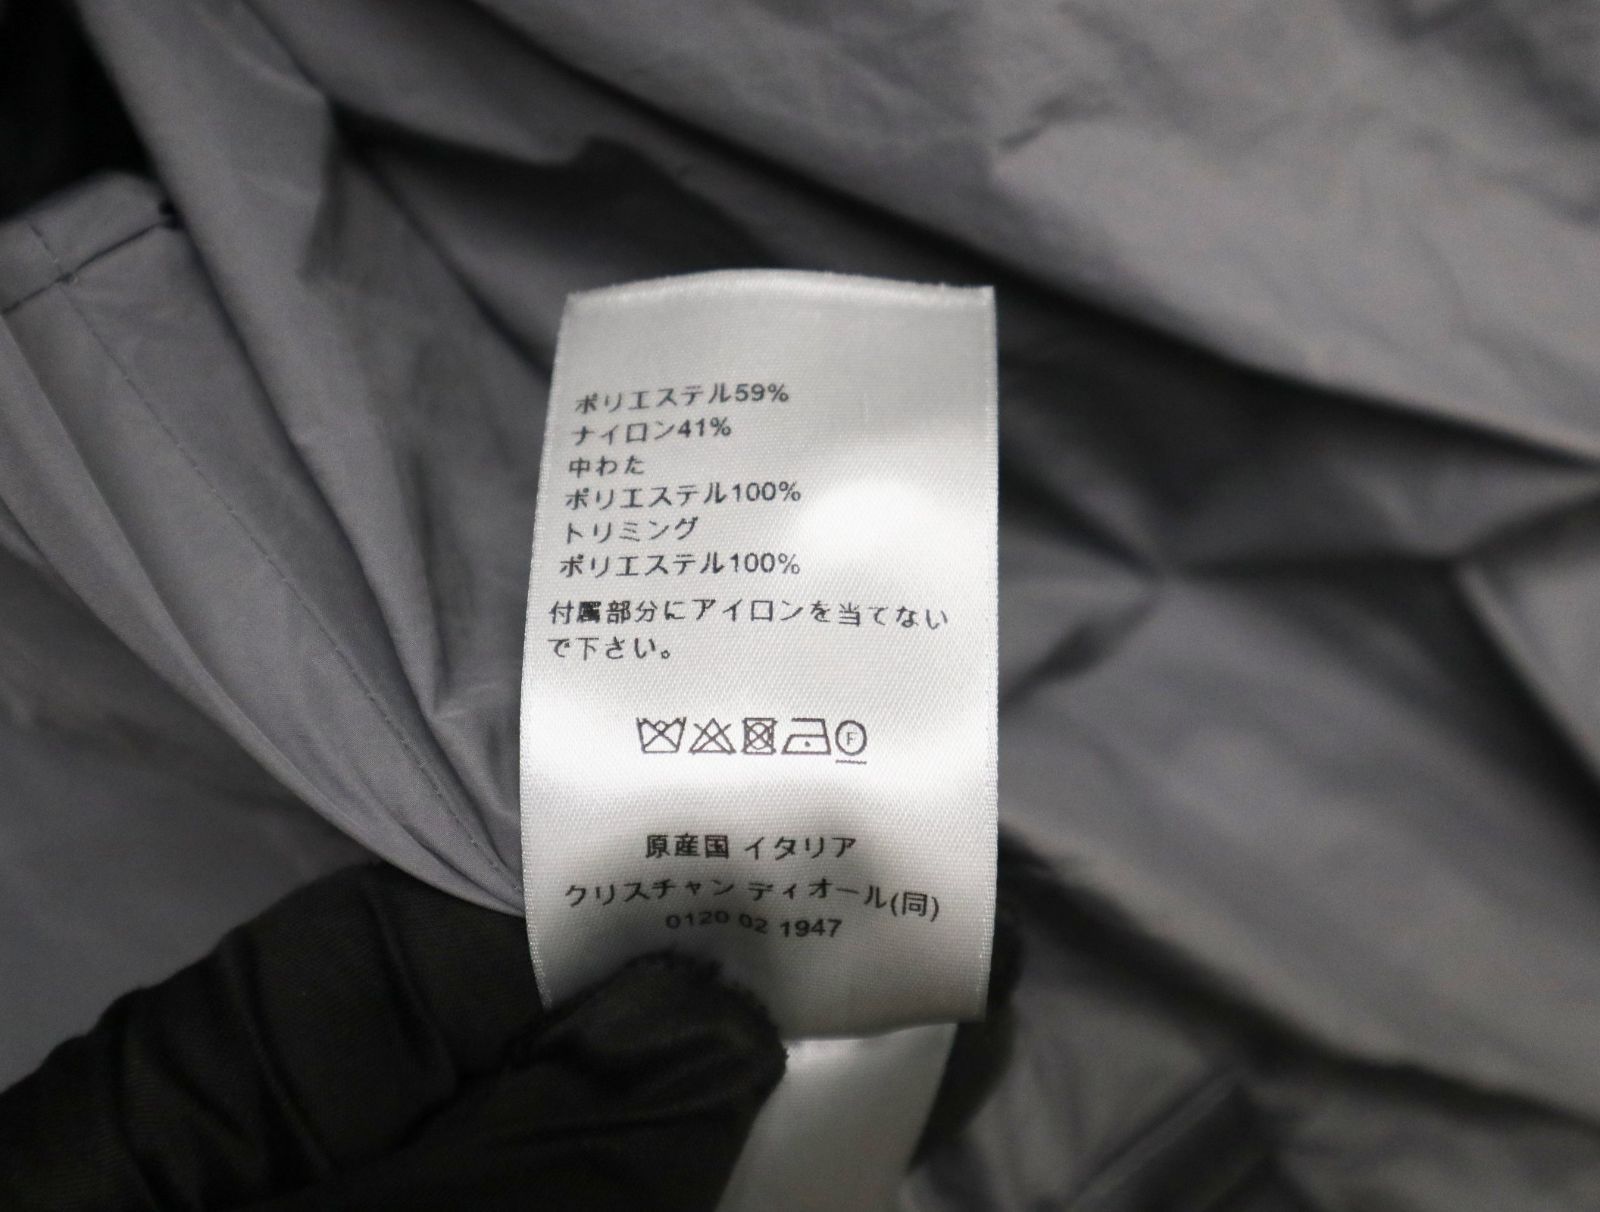 ポリエステル59%
ナイロン41%
中わた
ポリエステル100%
トリミング
ポリエステル100%
付属部分にアイロンを当てない
で下さい。
F
原産国 イタリア
クリスチャン ディオール(同)
0120 02 1947